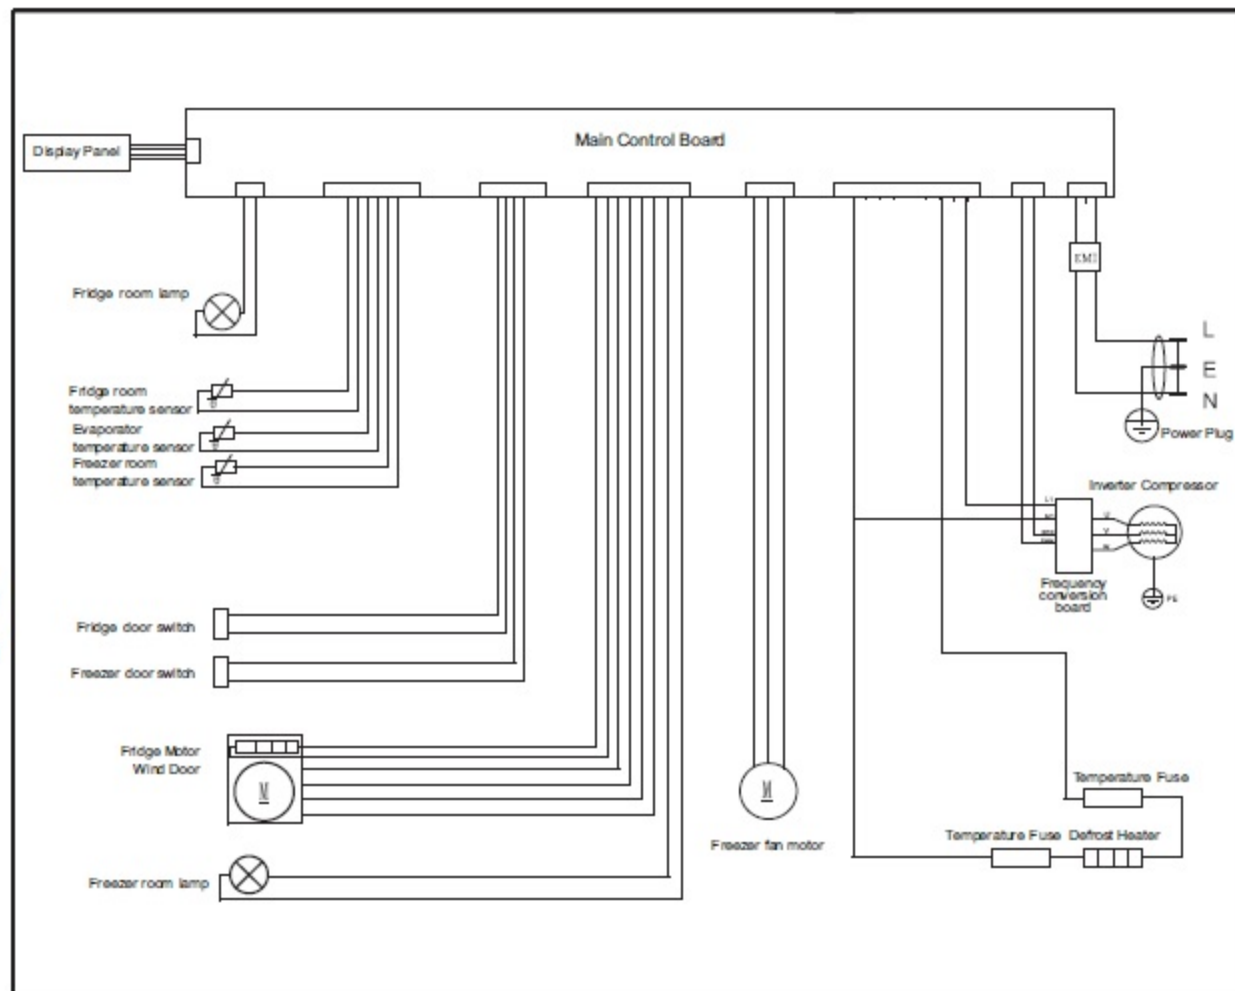 Main Control Board
Display Panel
EMI
Fridge room lamp
L
E
N
Power Plug
Fridge room
temperature sensor
Evaporator
temperature sensor
Freezer room
temperature sensor
Inverter Compressor
Frequency
conversion
board
PE
Fridge door switch
Freezer door switch
Fridge Motor
Wind Door
M
M
Freezer fan motor
Temperature Fuse
Temperature Fuse Defrost Heater
Freezer room lamp